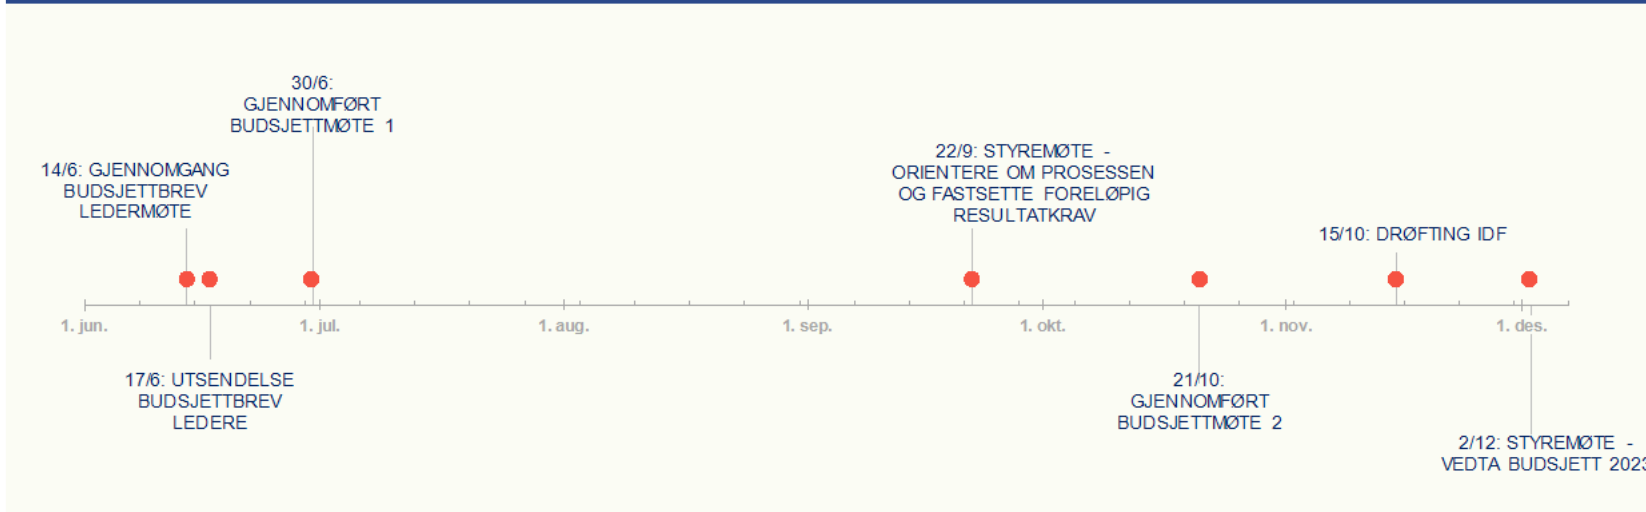 30/6:
GJENNOMFØRT
BUDSJETTMØTE 1
14/6: GJENNOMGANG
BUDSJETTBREV
LEDERMØTE
22/9: STYREMØTE -
ORIENTERE OM PROSESSEN
OG FASTSETTE FORELØPIG
RESULTATKRAV
15/10: DRØFTING IDF
1. jun.
1. jul.
1. aug.
1. sep.
1. okt.
1. nov.
1. des.
17/6: UTSENDELSE
BUDSJETTBREV
LEDERE
21/10:
GJENNOMFØRT
BUDSJETTMØTE 2
2/12: STYREMØTE -
VEDTA BUDSJETT 2023